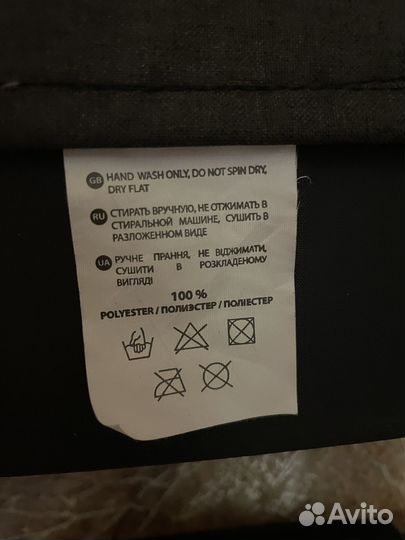 GB HAND WASH ONLY, DO NOT SPIN DRY,
DRY FLAT
RU СТИРАТЬ ВРУЧНУЮ, НЕ ОТЖИМАТЬ В
СТИРАЛЬНОЙ МАШИНЕ, СУШИТЬ В
РАЗЛОЖЕННОМ ВИДЕ
UA РУЧНЕ ПРАННЯ, НЕ ВІДЖИМАТИ,
СУШИТИ В РОЗКЛАДЕНОМУ
ВИГЛЯДІ
100 %
POLYESTER / ПОЛИЭСТЕР / ПОЛІЕСТЕР
Avito